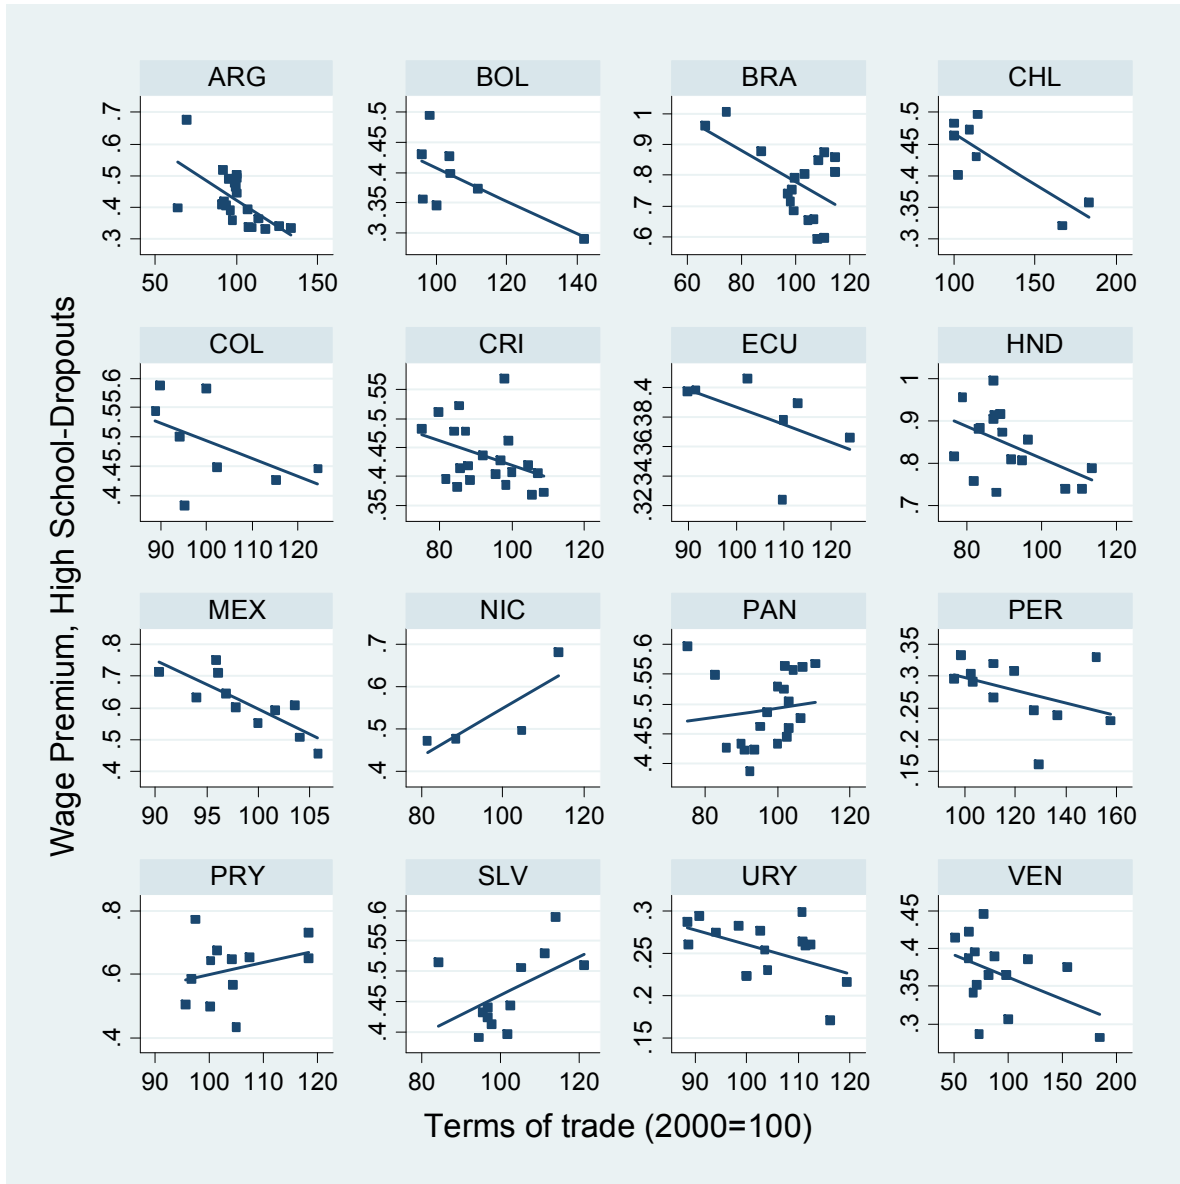 Wage Premium, High School-Dropouts
ARG BOL BRA CHL
.3 .4 .5 .6 .7
50 100 150
.3 .35 .4 .45 .5
100 120 140
.6 .7 .8 .9 1
60 80 100 120
.3 .35 .4 .45 .5
100 150 200
COL CRI ECU HND
.4 .45 .5 .55 .6
90 100 110 120
.35 .4 .45 .5 .55
80 100 120
.32 .34 .36 .38 .4
90 100 110 120
.7 .8 .9 1
80 100 120
MEX NIC PAN PER
.4 .5 .6 .7 .8
90 95 100 105
.4 .5 .6 .7
80 100 120
.4 .45 .5 .55 .6
80 100 120
.15 .2 .25 .3 .35
100 120 140 160
PRY SLV URY VEN
.4 .6 .8
90 100 110 120
.4 .45 .5 .55 .6
80 100 120
.15 .2 .25 .3
90 100 110 120
.3 .35 .4 .45
50 100 150 200
Terms of trade (2000=100)